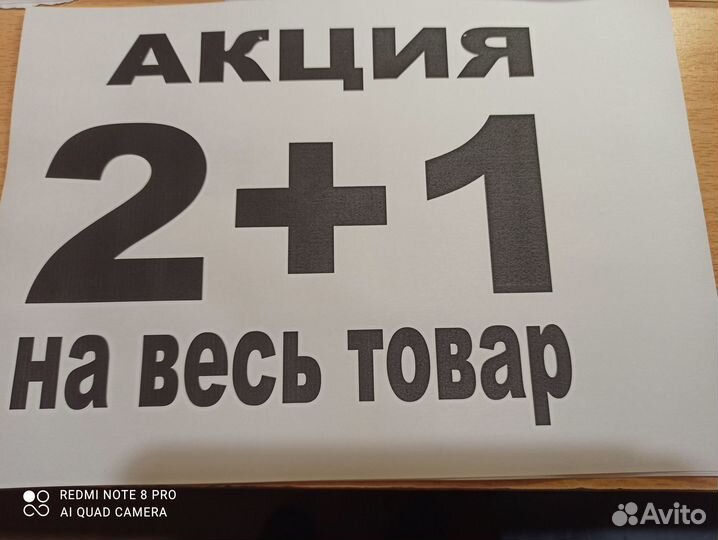 АКЦИЯ
2+1
на весь товар
REDMI NOTE 8 PRO
AI QUAD CAMERA
Avito